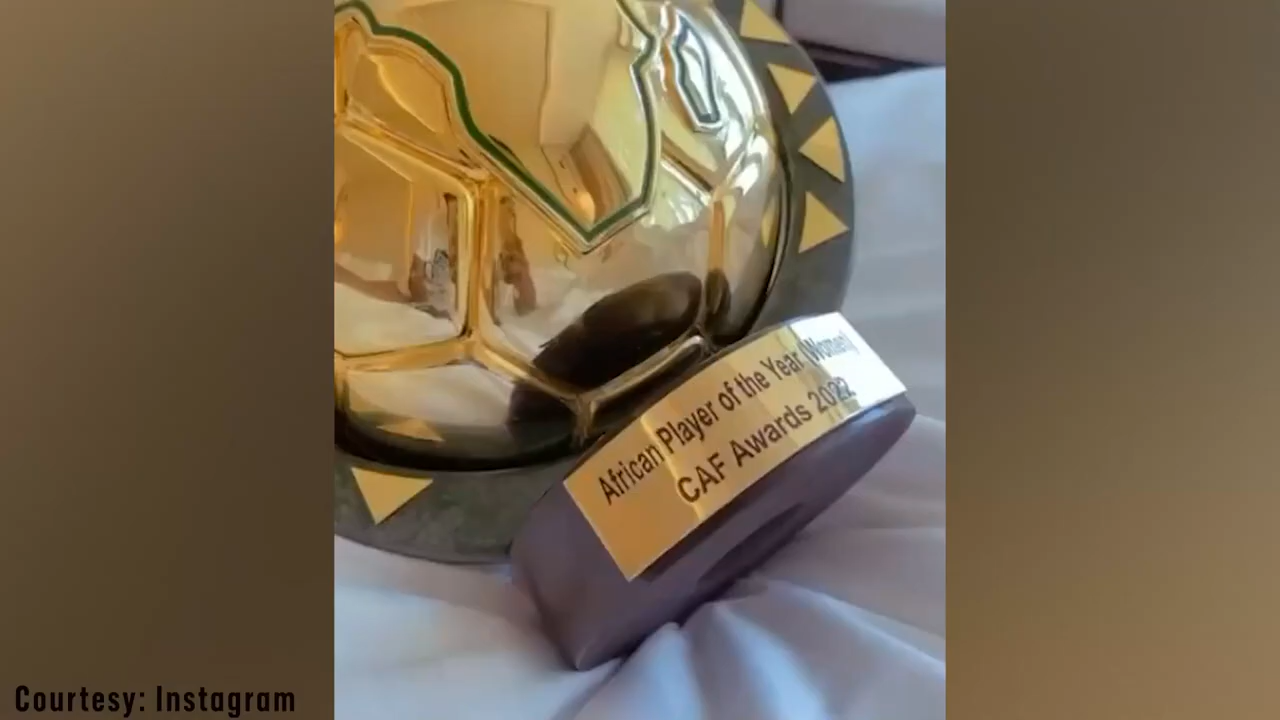 African Player of the Year (Women)
CAF Awards 2022
Courtesy: Instagram